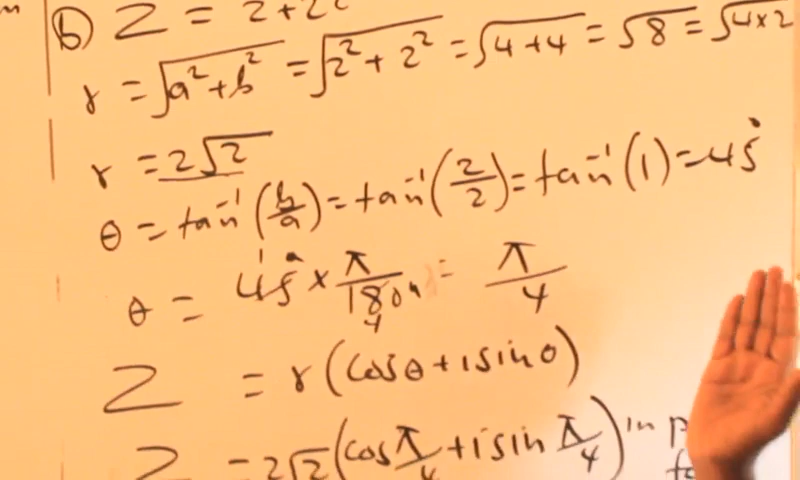 b) Z = 2+2i
r = √(a² + b²) = √(2² + 2²) = √(4+4) = √8 = √(4×2)
r = 2√2
θ = tan⁻¹(b/a) = tan⁻¹(2/2) = tan⁻¹(1) = 45°
θ = 45° × π/180 = π/4
4
Z = r(cosθ + i sinθ)
Z = 2√2(cos π/4 + i sin π/4) in